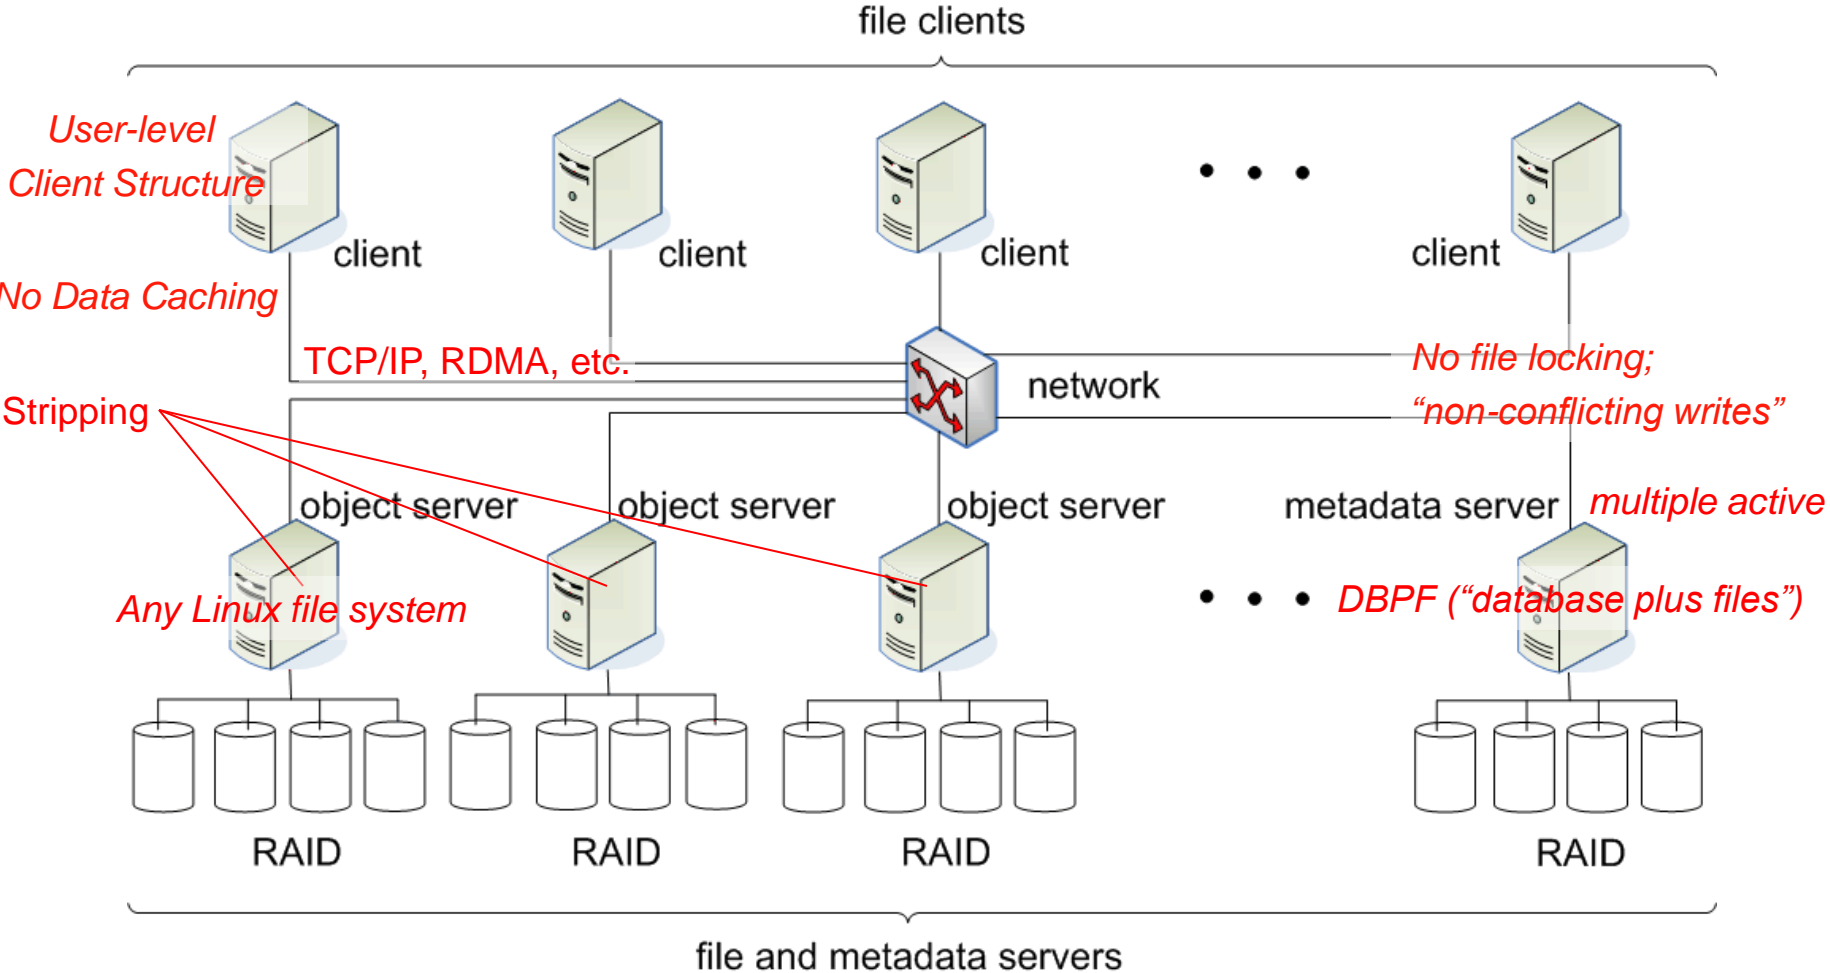 file clients
User-level
Client Structure
client
client
client
client
No Data Caching
TCP/IP, RDMA, etc.
network
No file locking;
“non-conflicting writes”
Stripping
object server
object server
object server
metadata server
multiple active
Any Linux file system
DBPF (“database plus files”)
RAID
RAID
RAID
RAID
file and metadata servers